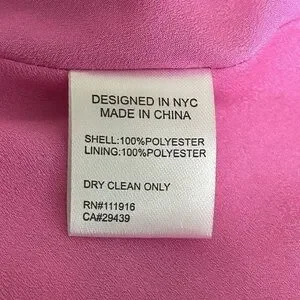 DESIGNED IN NYC
MADE IN CHINA
SHELL:100%POLYESTER
LINING:100%POLYESTER
DRY CLEAN ONLY
RN#111916
CA#29439